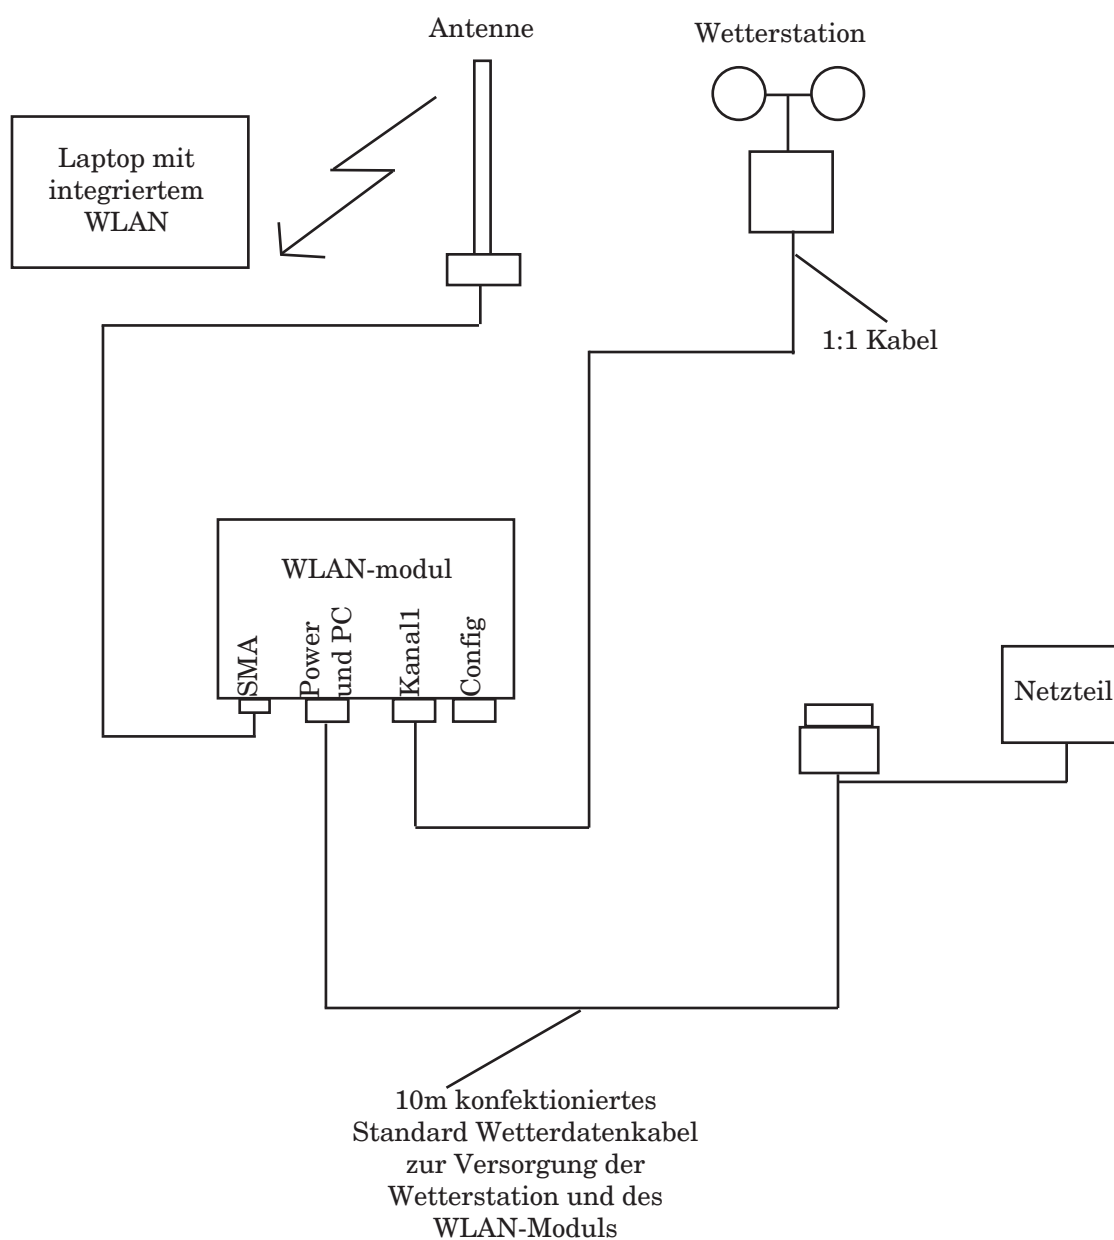 Antenne
Wetterstation
Laptop mit
integriertem
WLAN
1:1 Kabel
WLAN-modul
SMA
Power
und PC
Kanal1
Config
Netzteil
10m konfektioniertes
Standard Wetterdatenkabel
zur Versorgung der
Wetterstation und des
WLAN-Moduls